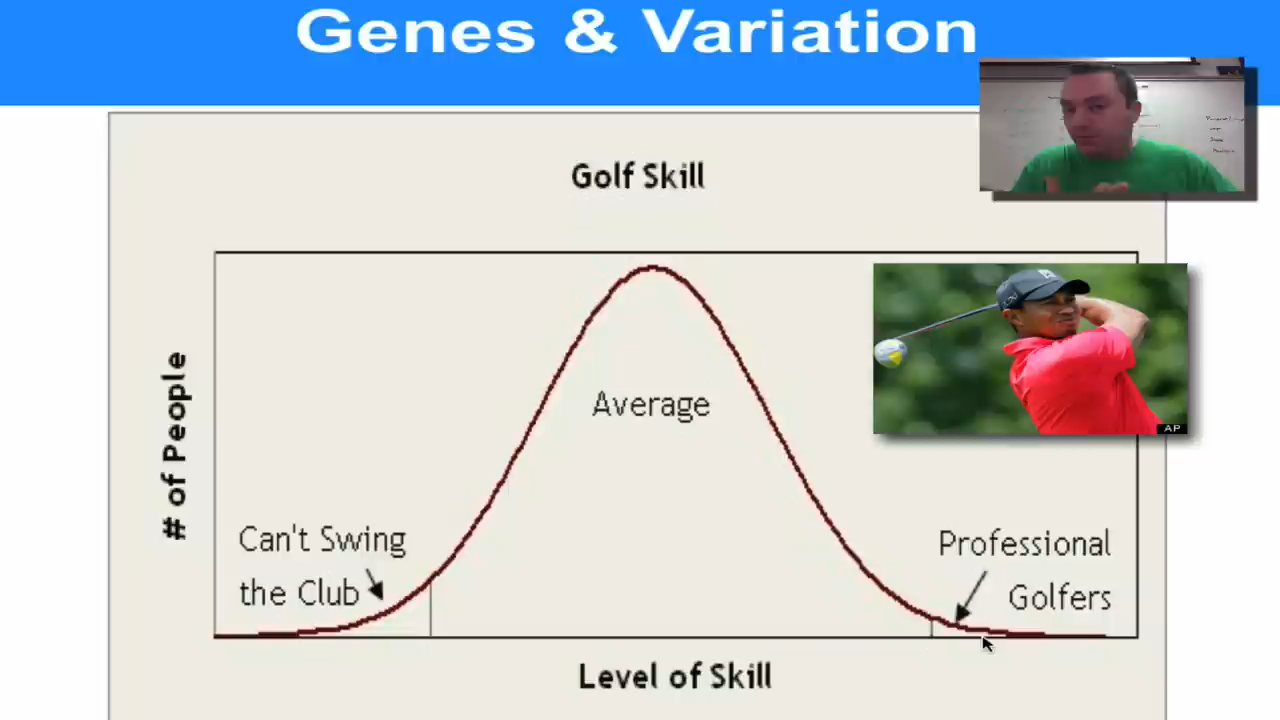 Genes & Variation
Golf Skill
# of People
Average
Can't Swing
the Club
Professional
Golfers
AP
Level of Skill